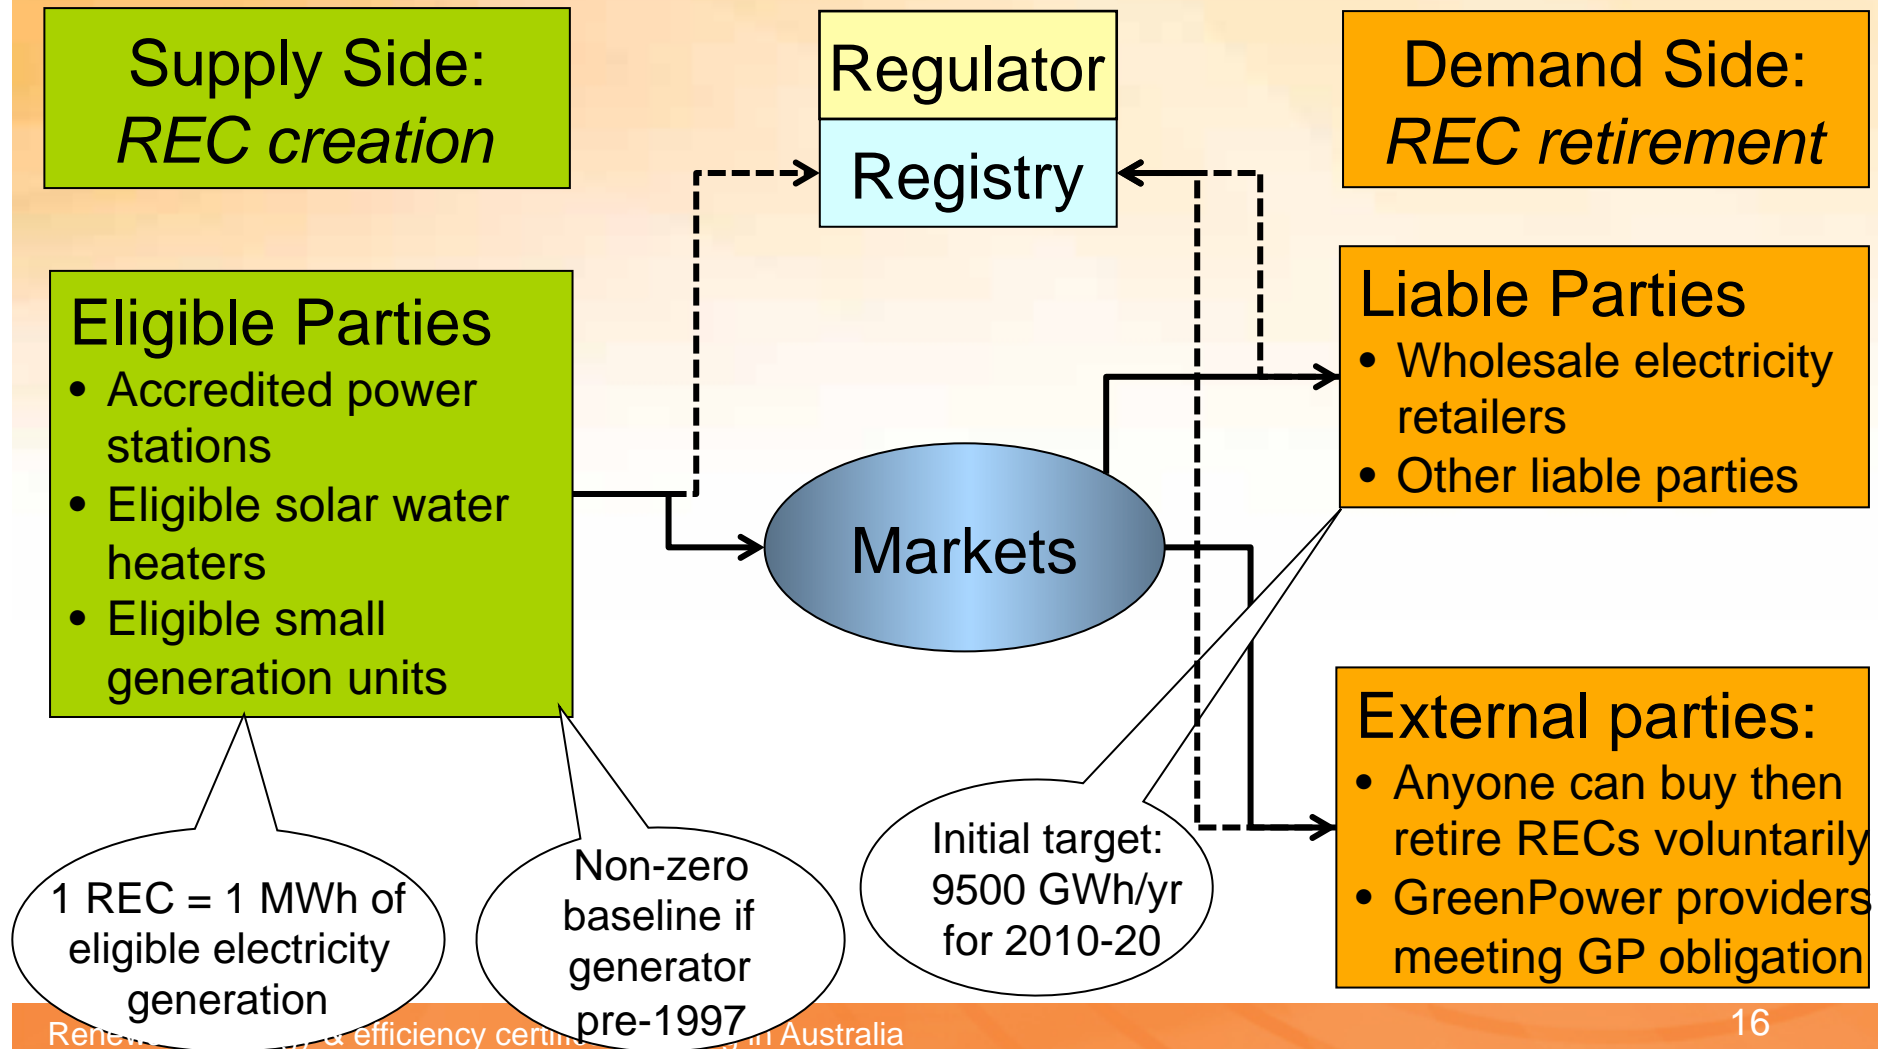 Supply Side:
REC creation
Regulator
Registry
Demand Side:
REC retirement
Eligible Parties
• Accredited power
stations
• Eligible solar water
heaters
• Eligible small
generation units
Markets
Liable Parties
• Wholesale electricity
retailers
• Other liable parties
External parties:
• Anyone can buy then
retire RECs voluntarily
• GreenPower providers
meeting GP obligation
1 REC = 1 MWh of
eligible electricity
generation
Non-zero
baseline if
generator
pre-1997
Initial target:
9500 GWh/yr
for 2010-20
& efficiency in Australia
16